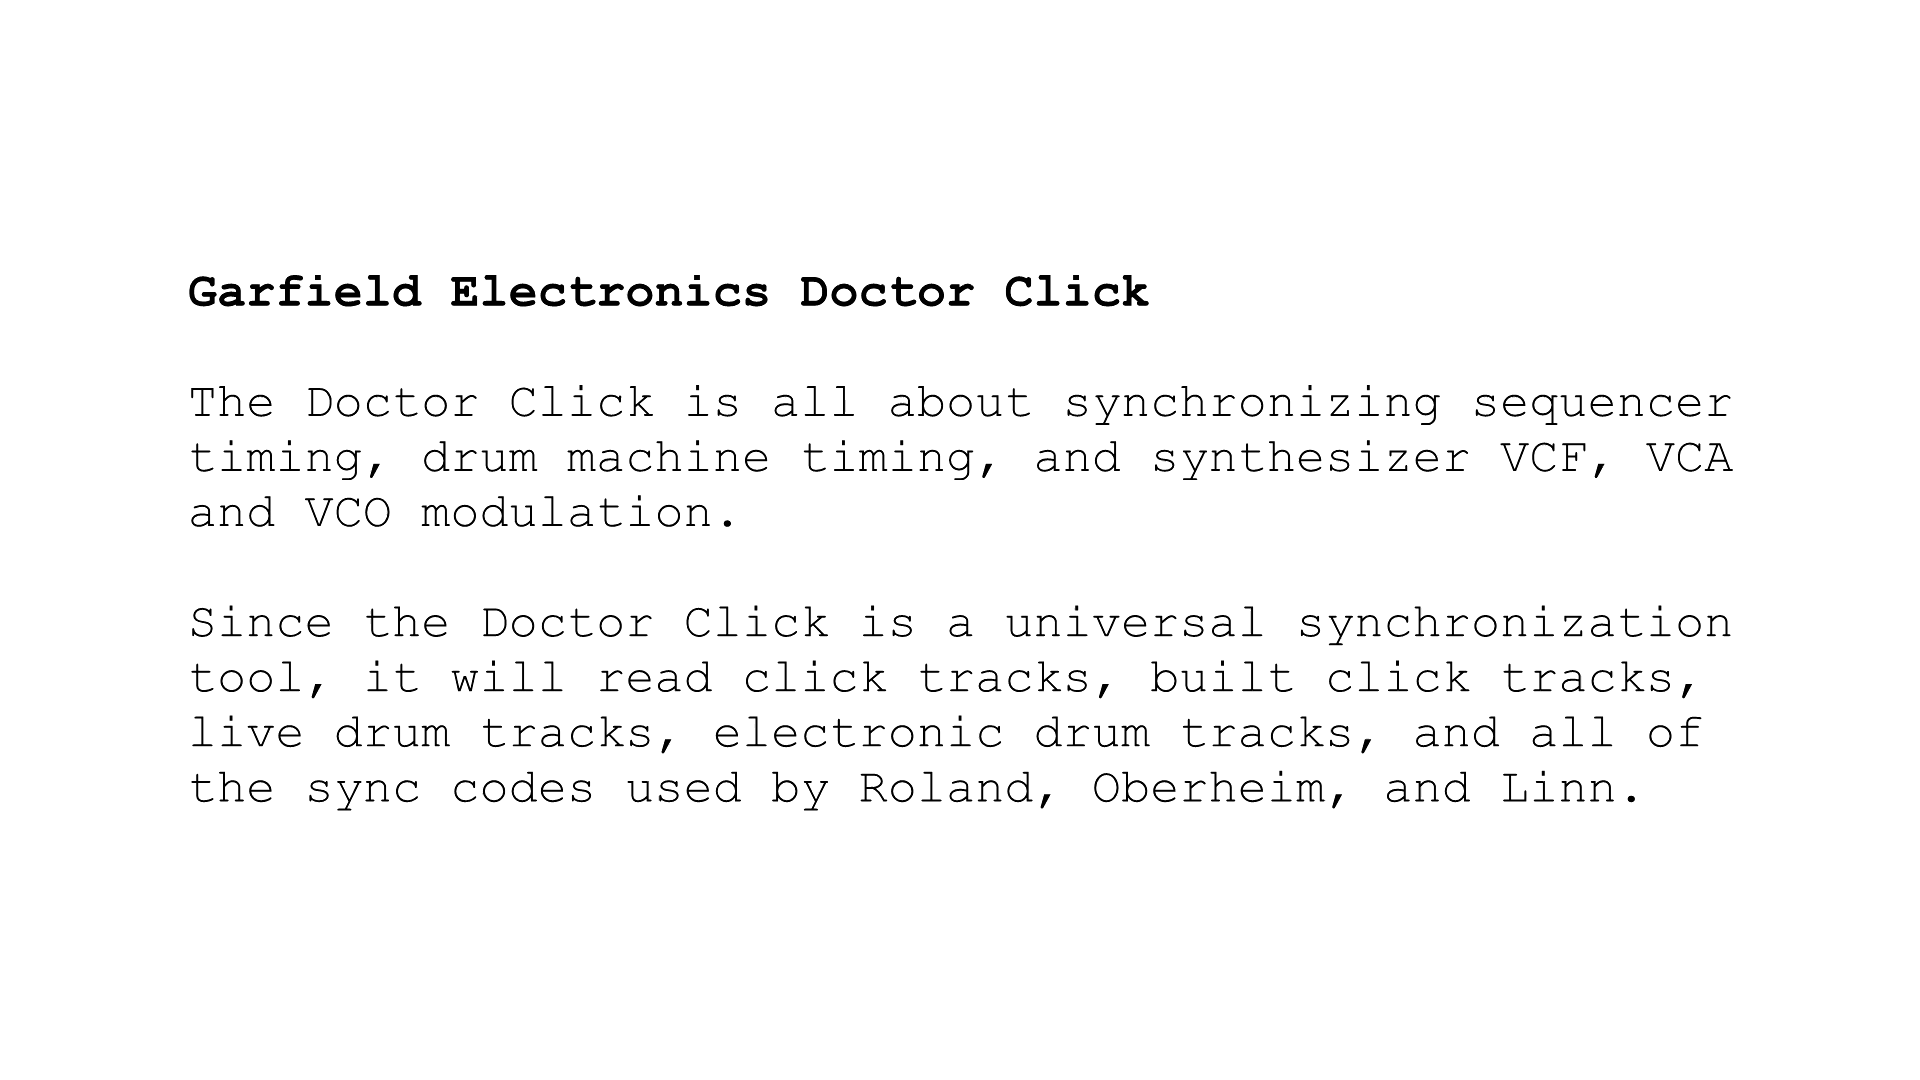 Garfield Electronics Doctor Click
The Doctor Click is all about synchronizing sequencer
timing, drum machine timing, and synthesizer VCF, VCA
and VCO modulation.
Since the Doctor Click is a universal synchronization
tool, it will read click tracks, built click tracks,
live drum tracks, electronic drum tracks, and all of
the sync codes used by Roland, Oberheim, and Linn.